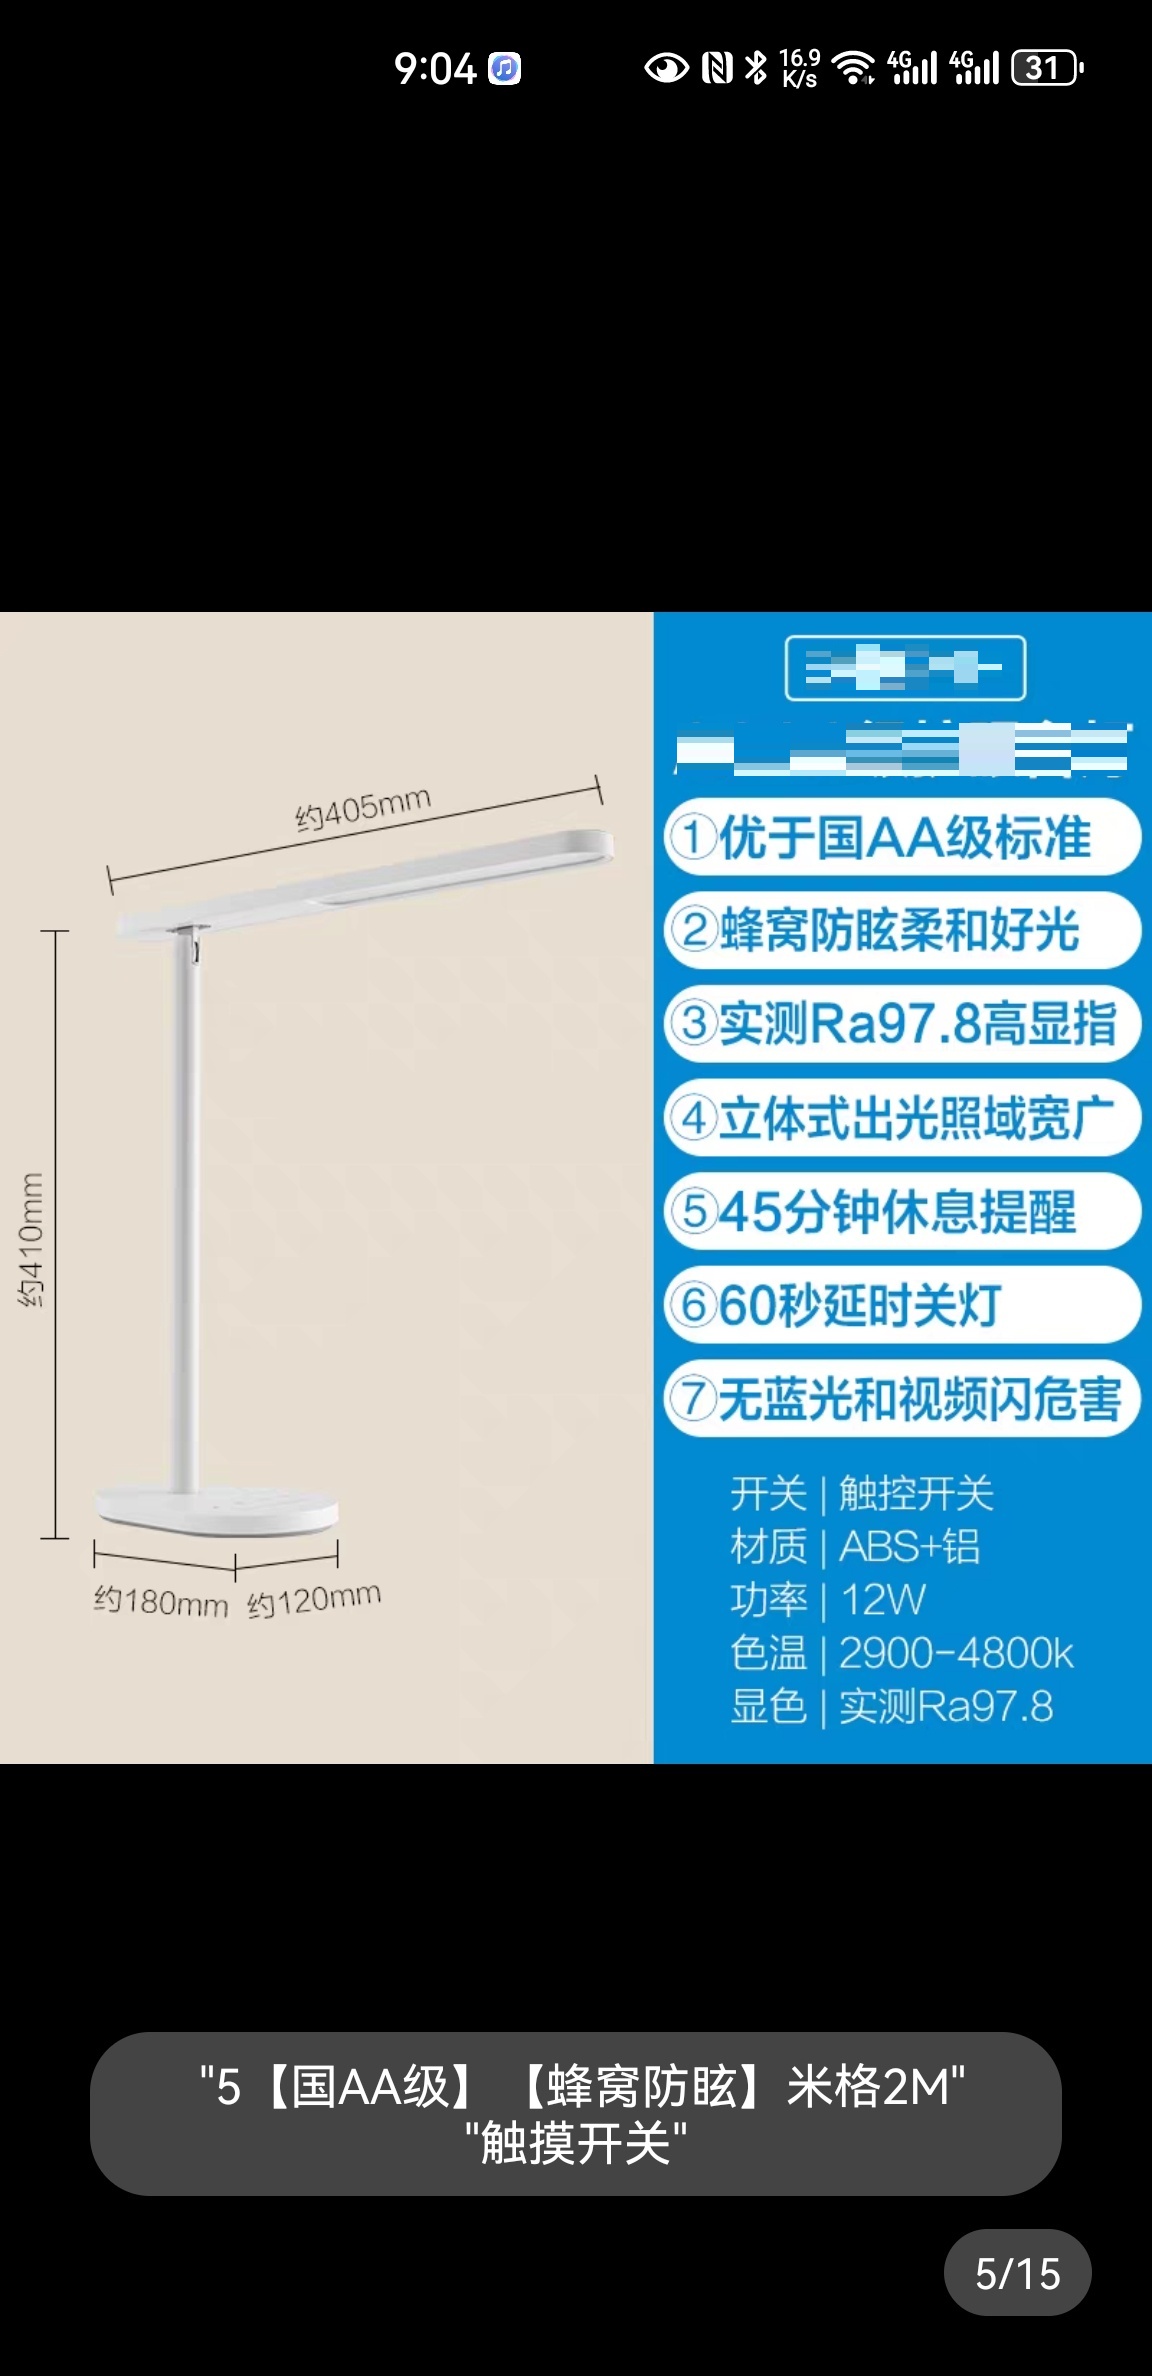 9:04
16.9
K/s
4G
4G
31
约405mm
约410mm
约180mm 约120mm
①优于国AA级标准
②蜂窝防眩柔和好光
③实测Ra97.8高显指
④立体式出光照域宽广
⑤45分钟休息提醒
⑥60秒延时关灯
⑦无蓝光和视频闪危害
开关|触控开关
材质|ABS+铝
功率|12W
色温|2900-4800k
显色|实测Ra97.8
"5【国AA级】【蜂窝防眩】米格2M"
"触摸开关"
5/15